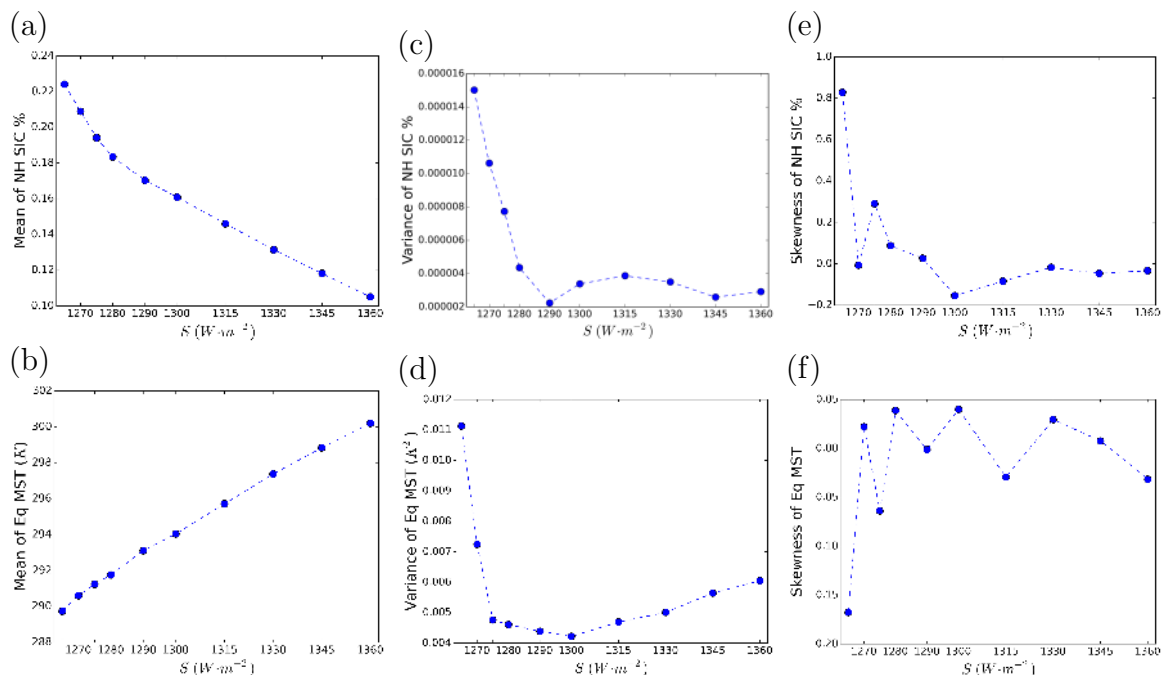 (a)
Mean of NH SIC %
0.24
0.22
0.20
0.18
0.16
0.14
0.12
0.10
1270 1280 1290 1300 1315 1330 1345 1360
S (W·m⁻²)
(c)
Variance of NH SIC %
0.000016
0.000014
0.000012
0.000010
0.000008
0.000006
0.000004
0.000002
1270 1280 1290 1300 1315 1330 1345 1360
S (W·m⁻²)
(e)
Skewness of NH SIC %
1.0
0.8
0.6
0.4
0.2
0.0
−0.2
1270 1280 1290 1300 1315 1330 1345 1360
S (W·m⁻²)
(b)
Mean of Eq MST (K)
302
300
298
296
294
292
290
288
1270 1280 1290 1300 1315 1330 1345 1360
S (W·m⁻²)
(d)
Variance of Eq MST (K²)
0.012
0.011
0.010
0.009
0.008
0.007
0.006
0.005
0.004
1270 1280 1290 1300 1315 1330 1345 1360
S (W·m⁻²)
(f)
Skewness of Eq MST
0.05
0.00
0.05
0.10
0.15
0.20
1270 1280 1290 1300 1315 1330 1345 1360
S (W·m⁻²)